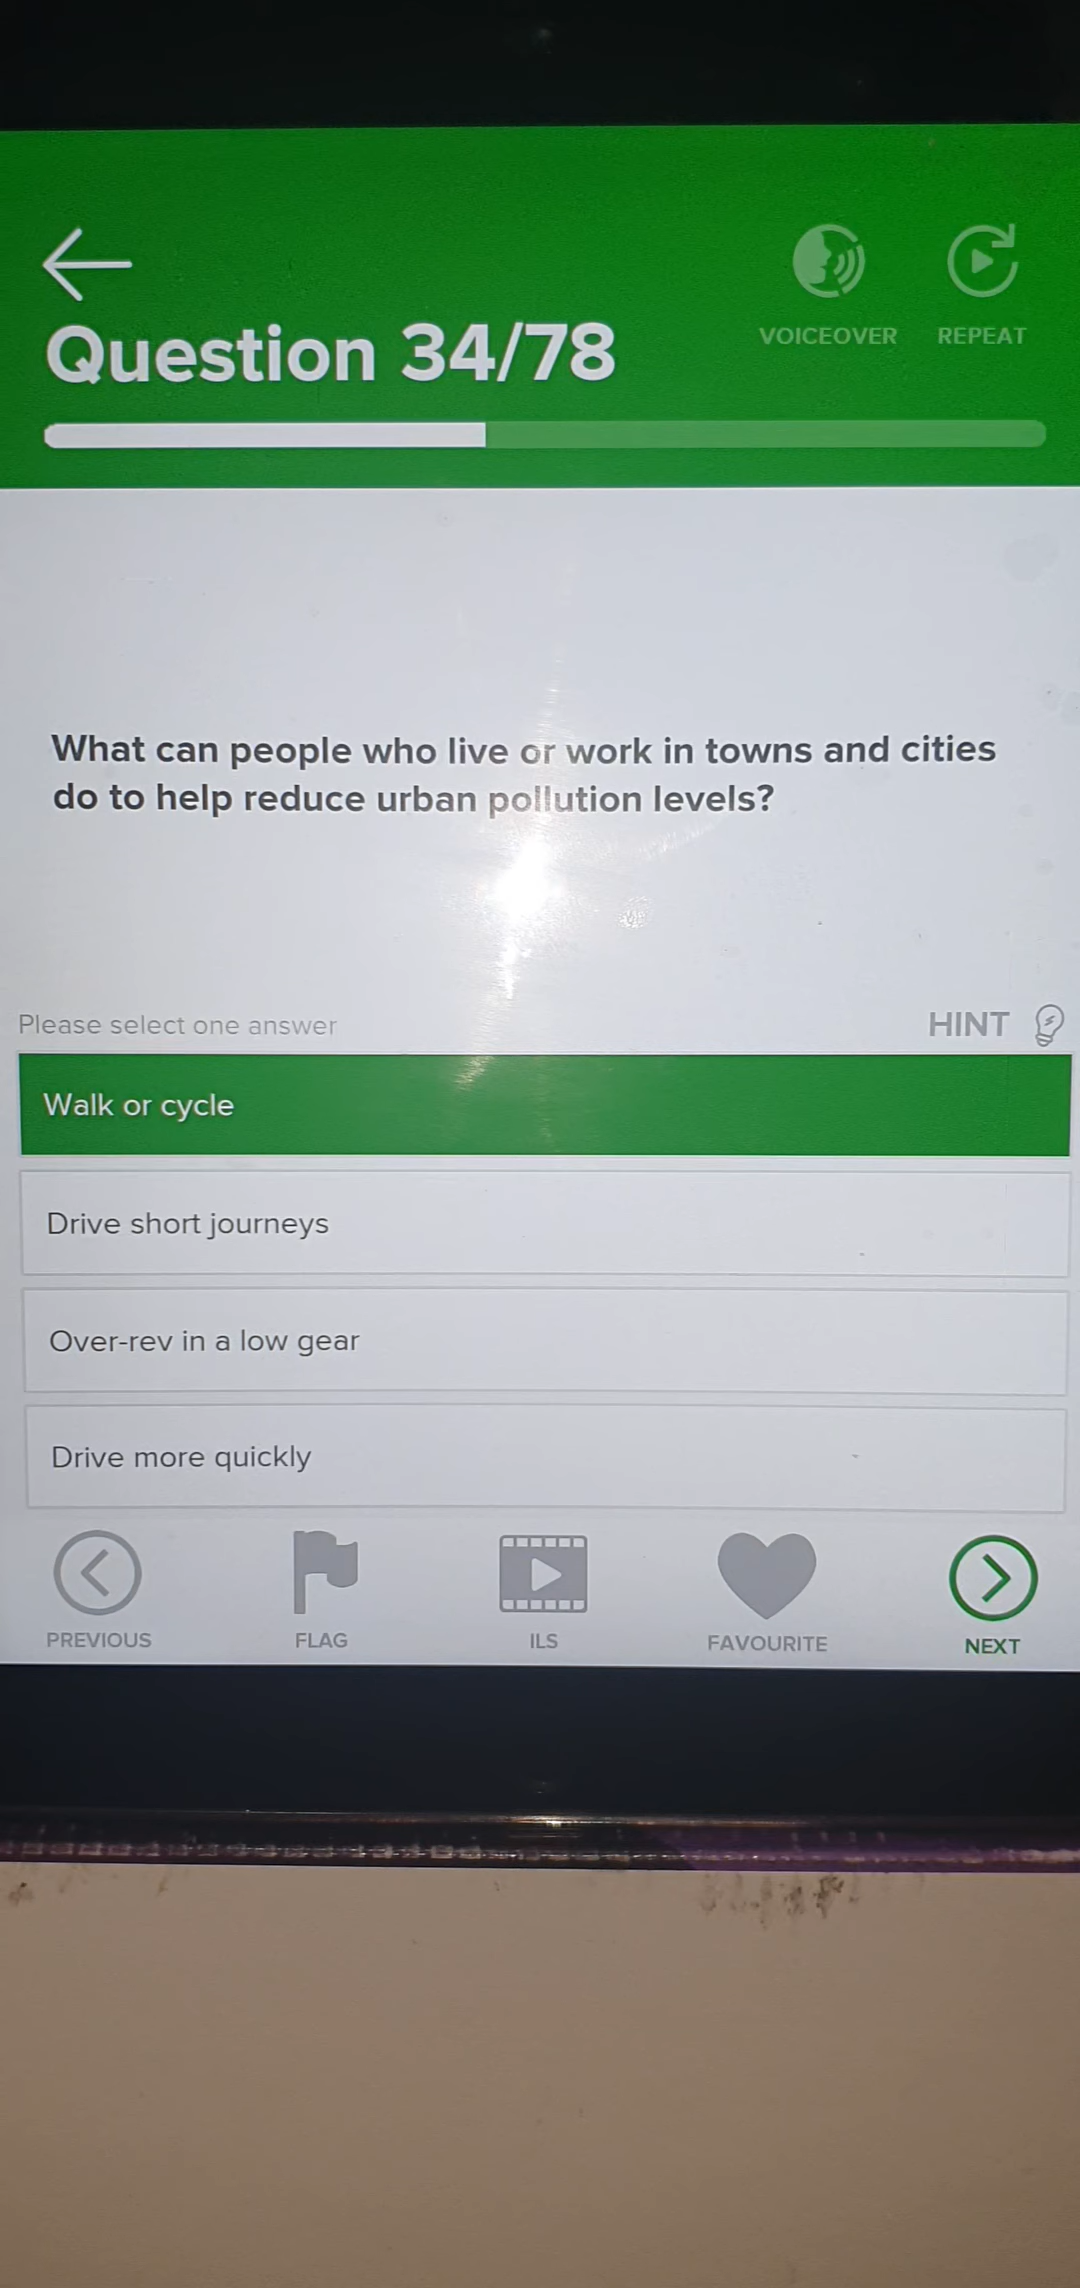 VOICEOVER REPEAT
Question 34/78
What can people who live or work in towns and cities
do to help reduce urban pollution levels?
Please select one answer
HINT
Walk or cycle
Drive short journeys
Over-rev in a low gear
Drive more quickly
PREVIOUS FLAG ILS FAVOURITE NEXT